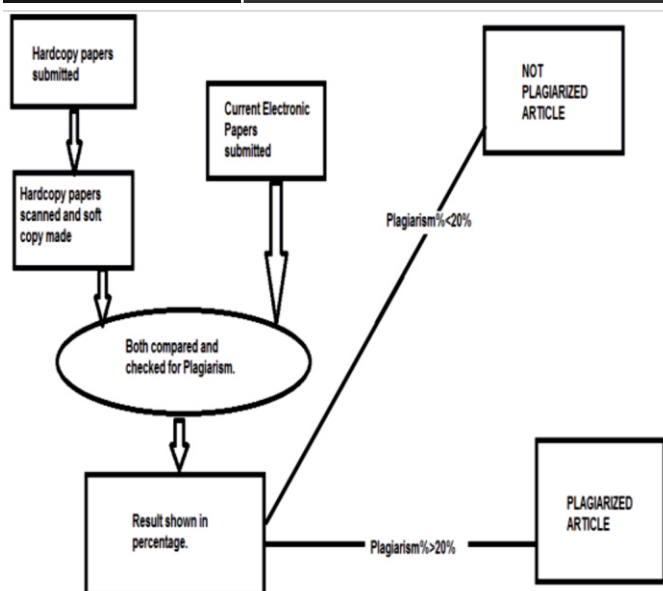 Hardcopy papers
submitted
Current Electronic
Papers
submitted
NOT
PLAGIARIZED
ARTICLE
Hardcopy papers
scanned and soft
copy made
Plagiarism%<20%
Both compared and
checked for Plagiarism.
Result shown in
percentage.
Plagiarism%>20%
PLAGIARIZED
ARTICLE